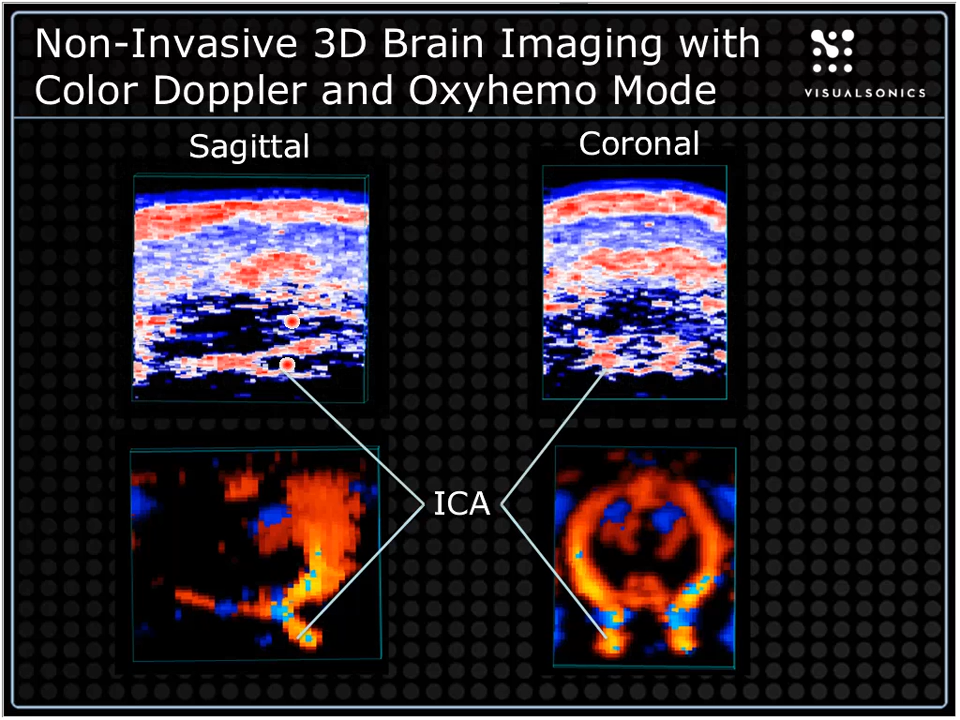 Non-Invasive 3D Brain Imaging with
Color Doppler and Oxyhemo Mode
VISUALSONICS
Sagittal
Coronal
ICA